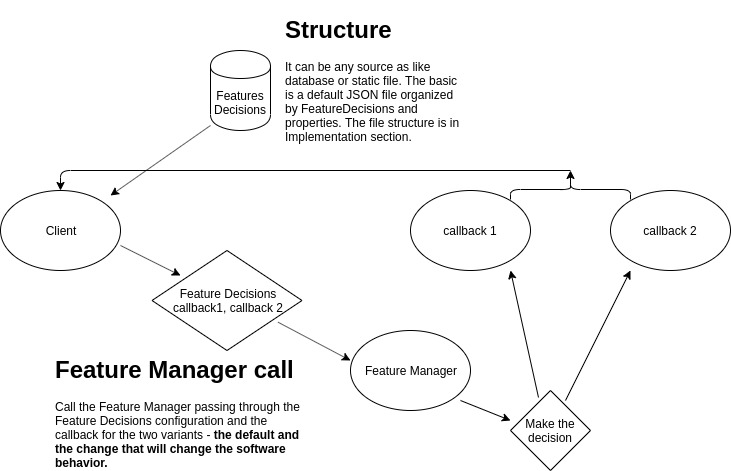 Structure
It can be any source as like
database or static file. The basic
is a default JSON file organized
by FeatureDecisions and
properties. The file structure is in
Implementation section.
Features
Decisions
Client
callback 1
callback 2
Feature Decisions
callback1, callback 2
Feature Manager
Make the
decision
Feature Manager call
Call the Feature Manager passing through the
Feature Decisions configuration and the
callback for the two variants - the default and
the change that will change the software
behavior.